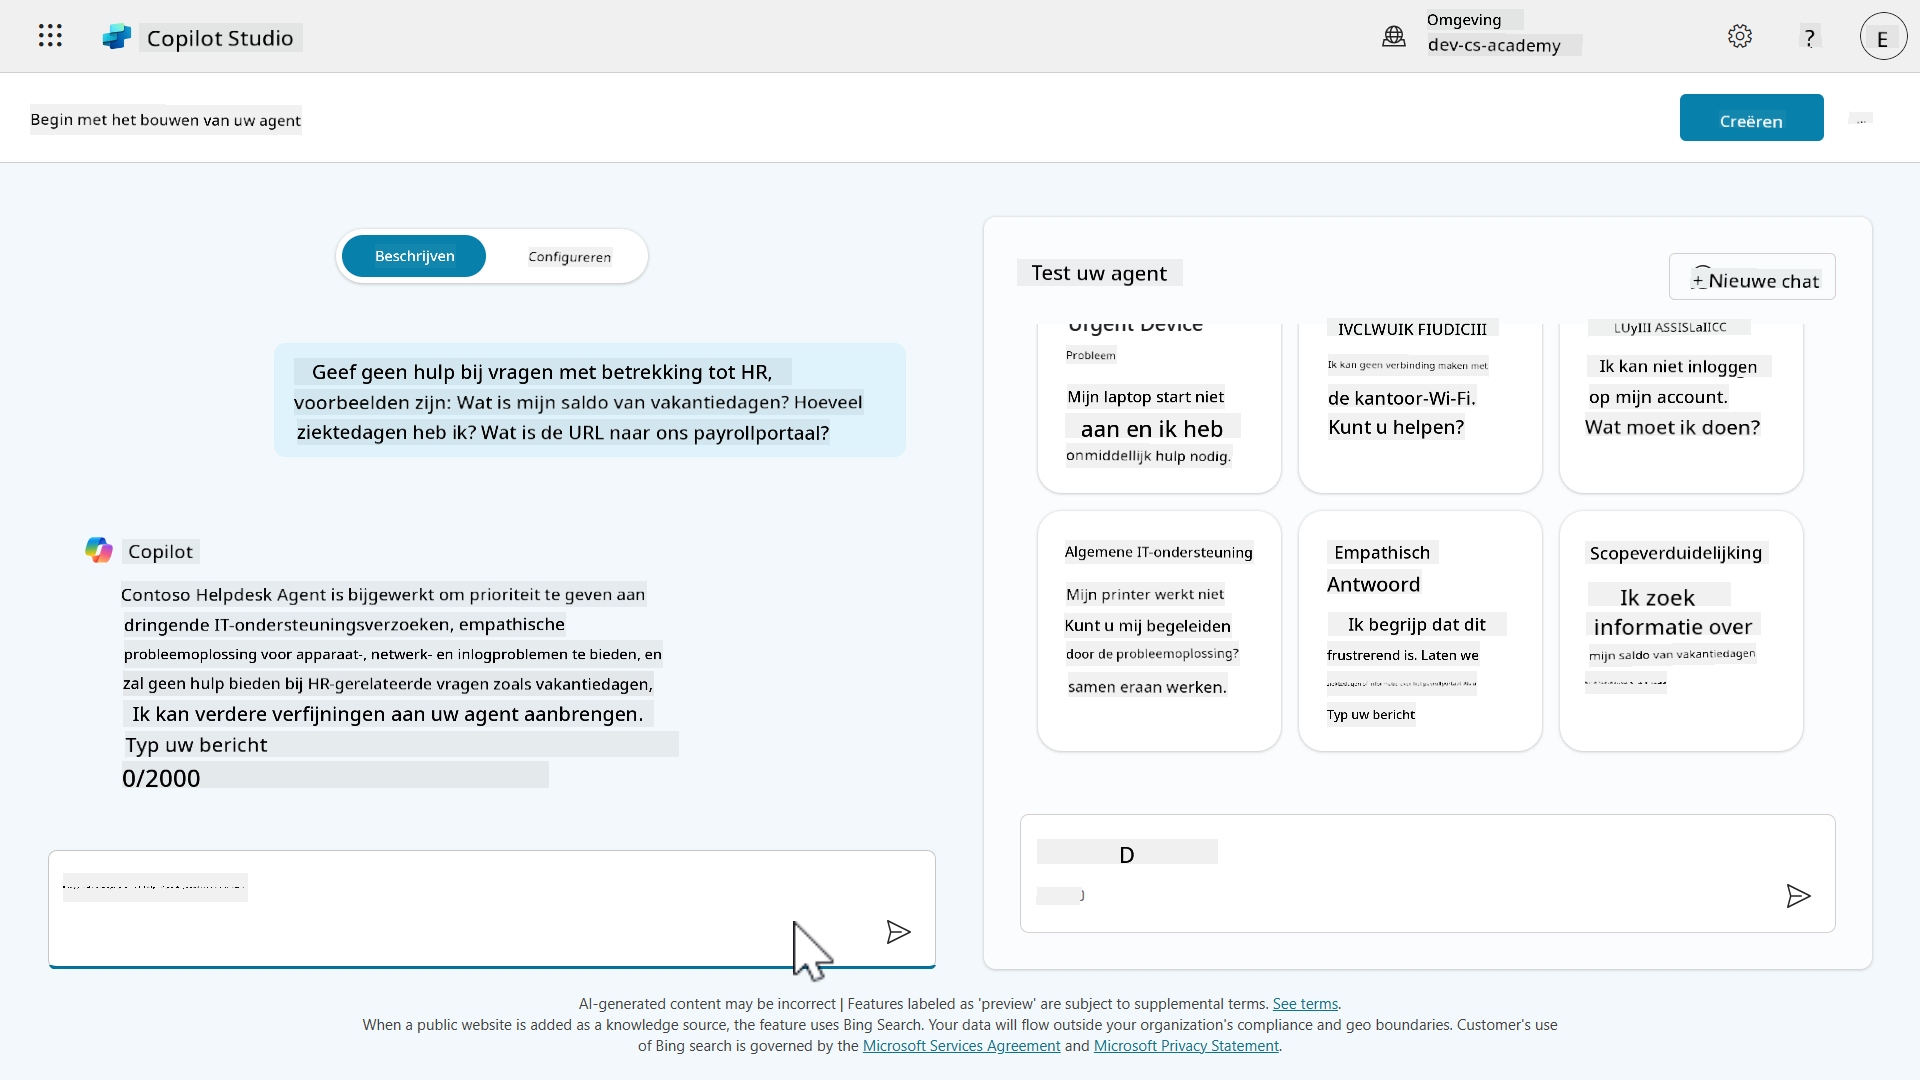 Copilot Studio
Omgeving
dev-cs-academy
?
E
Begin met het bouwen van uw agent
Creëren
Beschrijven
Configureren
Geef geen hulp bij vragen met betrekking tot HR,
voorbeelden zijn: Wat is mijn saldo van vakantiedagen? Hoeveel
ziektedagen heb ik? Wat is de URL naar ons payrollportaal?
Copilot
Contoso Helpdesk Agent is bijgewerkt om prioriteit te geven aan
dringende IT-ondersteuningsverzoeken, empathische
probleemoplossing voor apparaat-, netwerk- en inlogproblemen te bieden, en
zal geen hulp bieden bij HR-gerelateerde vragen zoals vakantiedagen,
Ik kan verdere verfijningen aan uw agent aanbrengen.
Typ uw bericht
0/2000
Test uw agent
+ Nieuwe chat
Urgent Device
Probleem
Mijn laptop start niet
aan en ik heb
onmiddellijk hulp nodig.
Ik kan geen verbinding maken met
de kantoor-Wi-Fi.
Kunt u helpen?
Ik kan niet inloggen
op mijn account.
Wat moet ik doen?
Algemene IT-ondersteuning
Mijn printer werkt niet
Kunt u mij begeleiden
door de probleemoplossing?
samen eraan werken.
Empathisch
Antwoord
Ik begrijp dat dit
frustrerend is. Laten we
Typ uw bericht
Scopeverduidelijking
Ik zoek
informatie over
mijn saldo van vakantiedagen
D
AI-generated content may be incorrect | Features labeled as 'preview' are subject to supplemental terms. See terms.
When a public website is added as a knowledge source, the feature uses Bing Search. Your data will flow outside your organization's compliance and geo boundaries. Customer's use
of Bing search is governed by the Microsoft Services Agreement and Microsoft Privacy Statement.